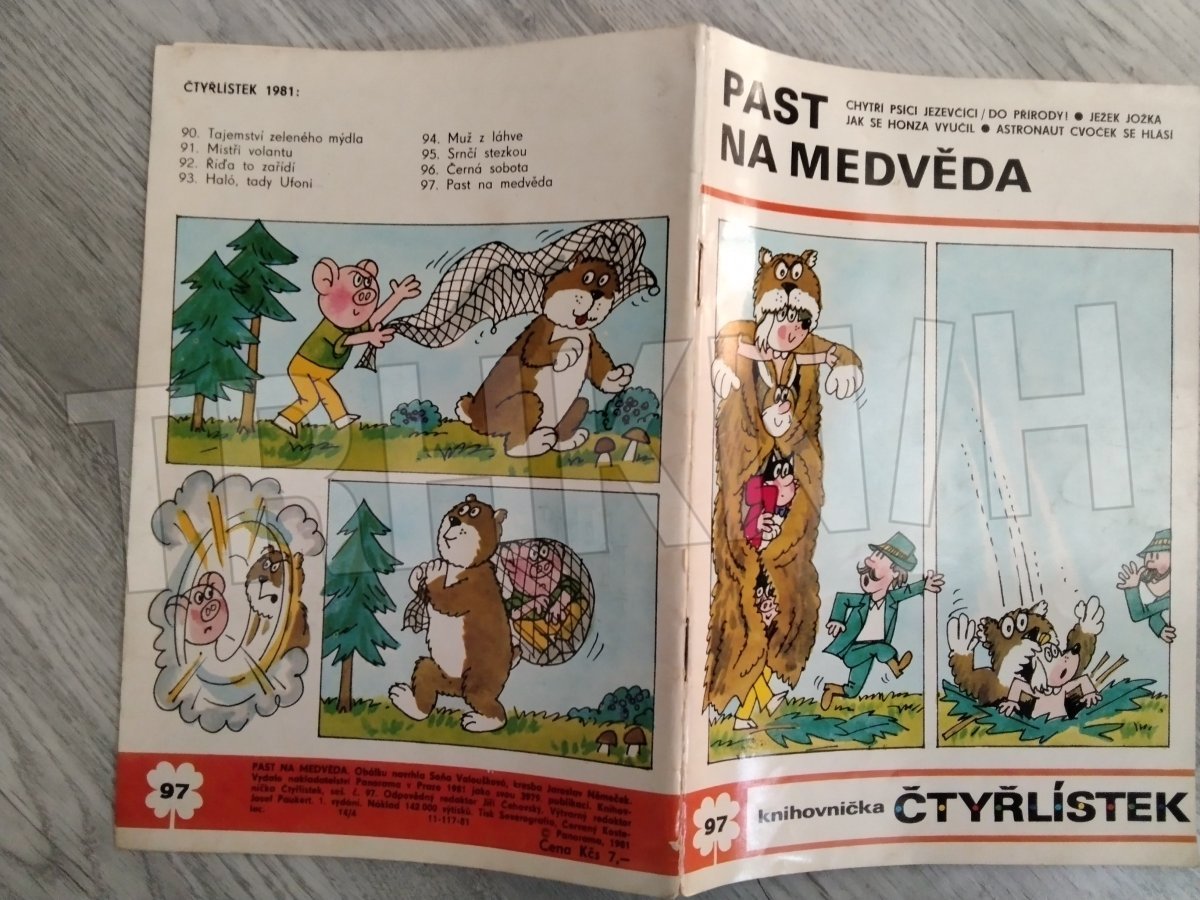 ČTYŘLÍSTEK 1981:
90. Tajemství zeleného mýdla
91. Mistři volantu
92. Řiďa to zařídí
93. Haló, tady Ufoni
94. Muž z láhve
95. Srnčí stezkou
96. Černá sobota
97. Past na medvěda
97
PAST NA MEDVĚDA. Obálku navrhla Soňa Valoušková, kresba Jaroslav Němeček.
Vydalo nakladatelství Panorama v Praze 1981 jako svou 3979. publikaci. Knihov-
nička Čtyřlístek, seš. č. 97. Odpovědný redaktor Jiří Čehovský. Výtvarný redaktor
Josef Paukert. 1. vydání. Náklad 142 000 výtisků. Tisk Severografia, Červený Koste-
lec. 14/4 11-117-81
© Panorama, 1981
Cena Kčs 7,—
PAST
NA MEDVĚDA
CHYTŘÍ PSÍCI JEZEVČÍCI / DO PŘÍRODY! ● JEŽEK JOŽKA
JAK SE HONZA VYUČIL ● ASTRONAUT CVOČEK SE HLÁSÍ
97
knihovnička ČTYŘLÍSTEK